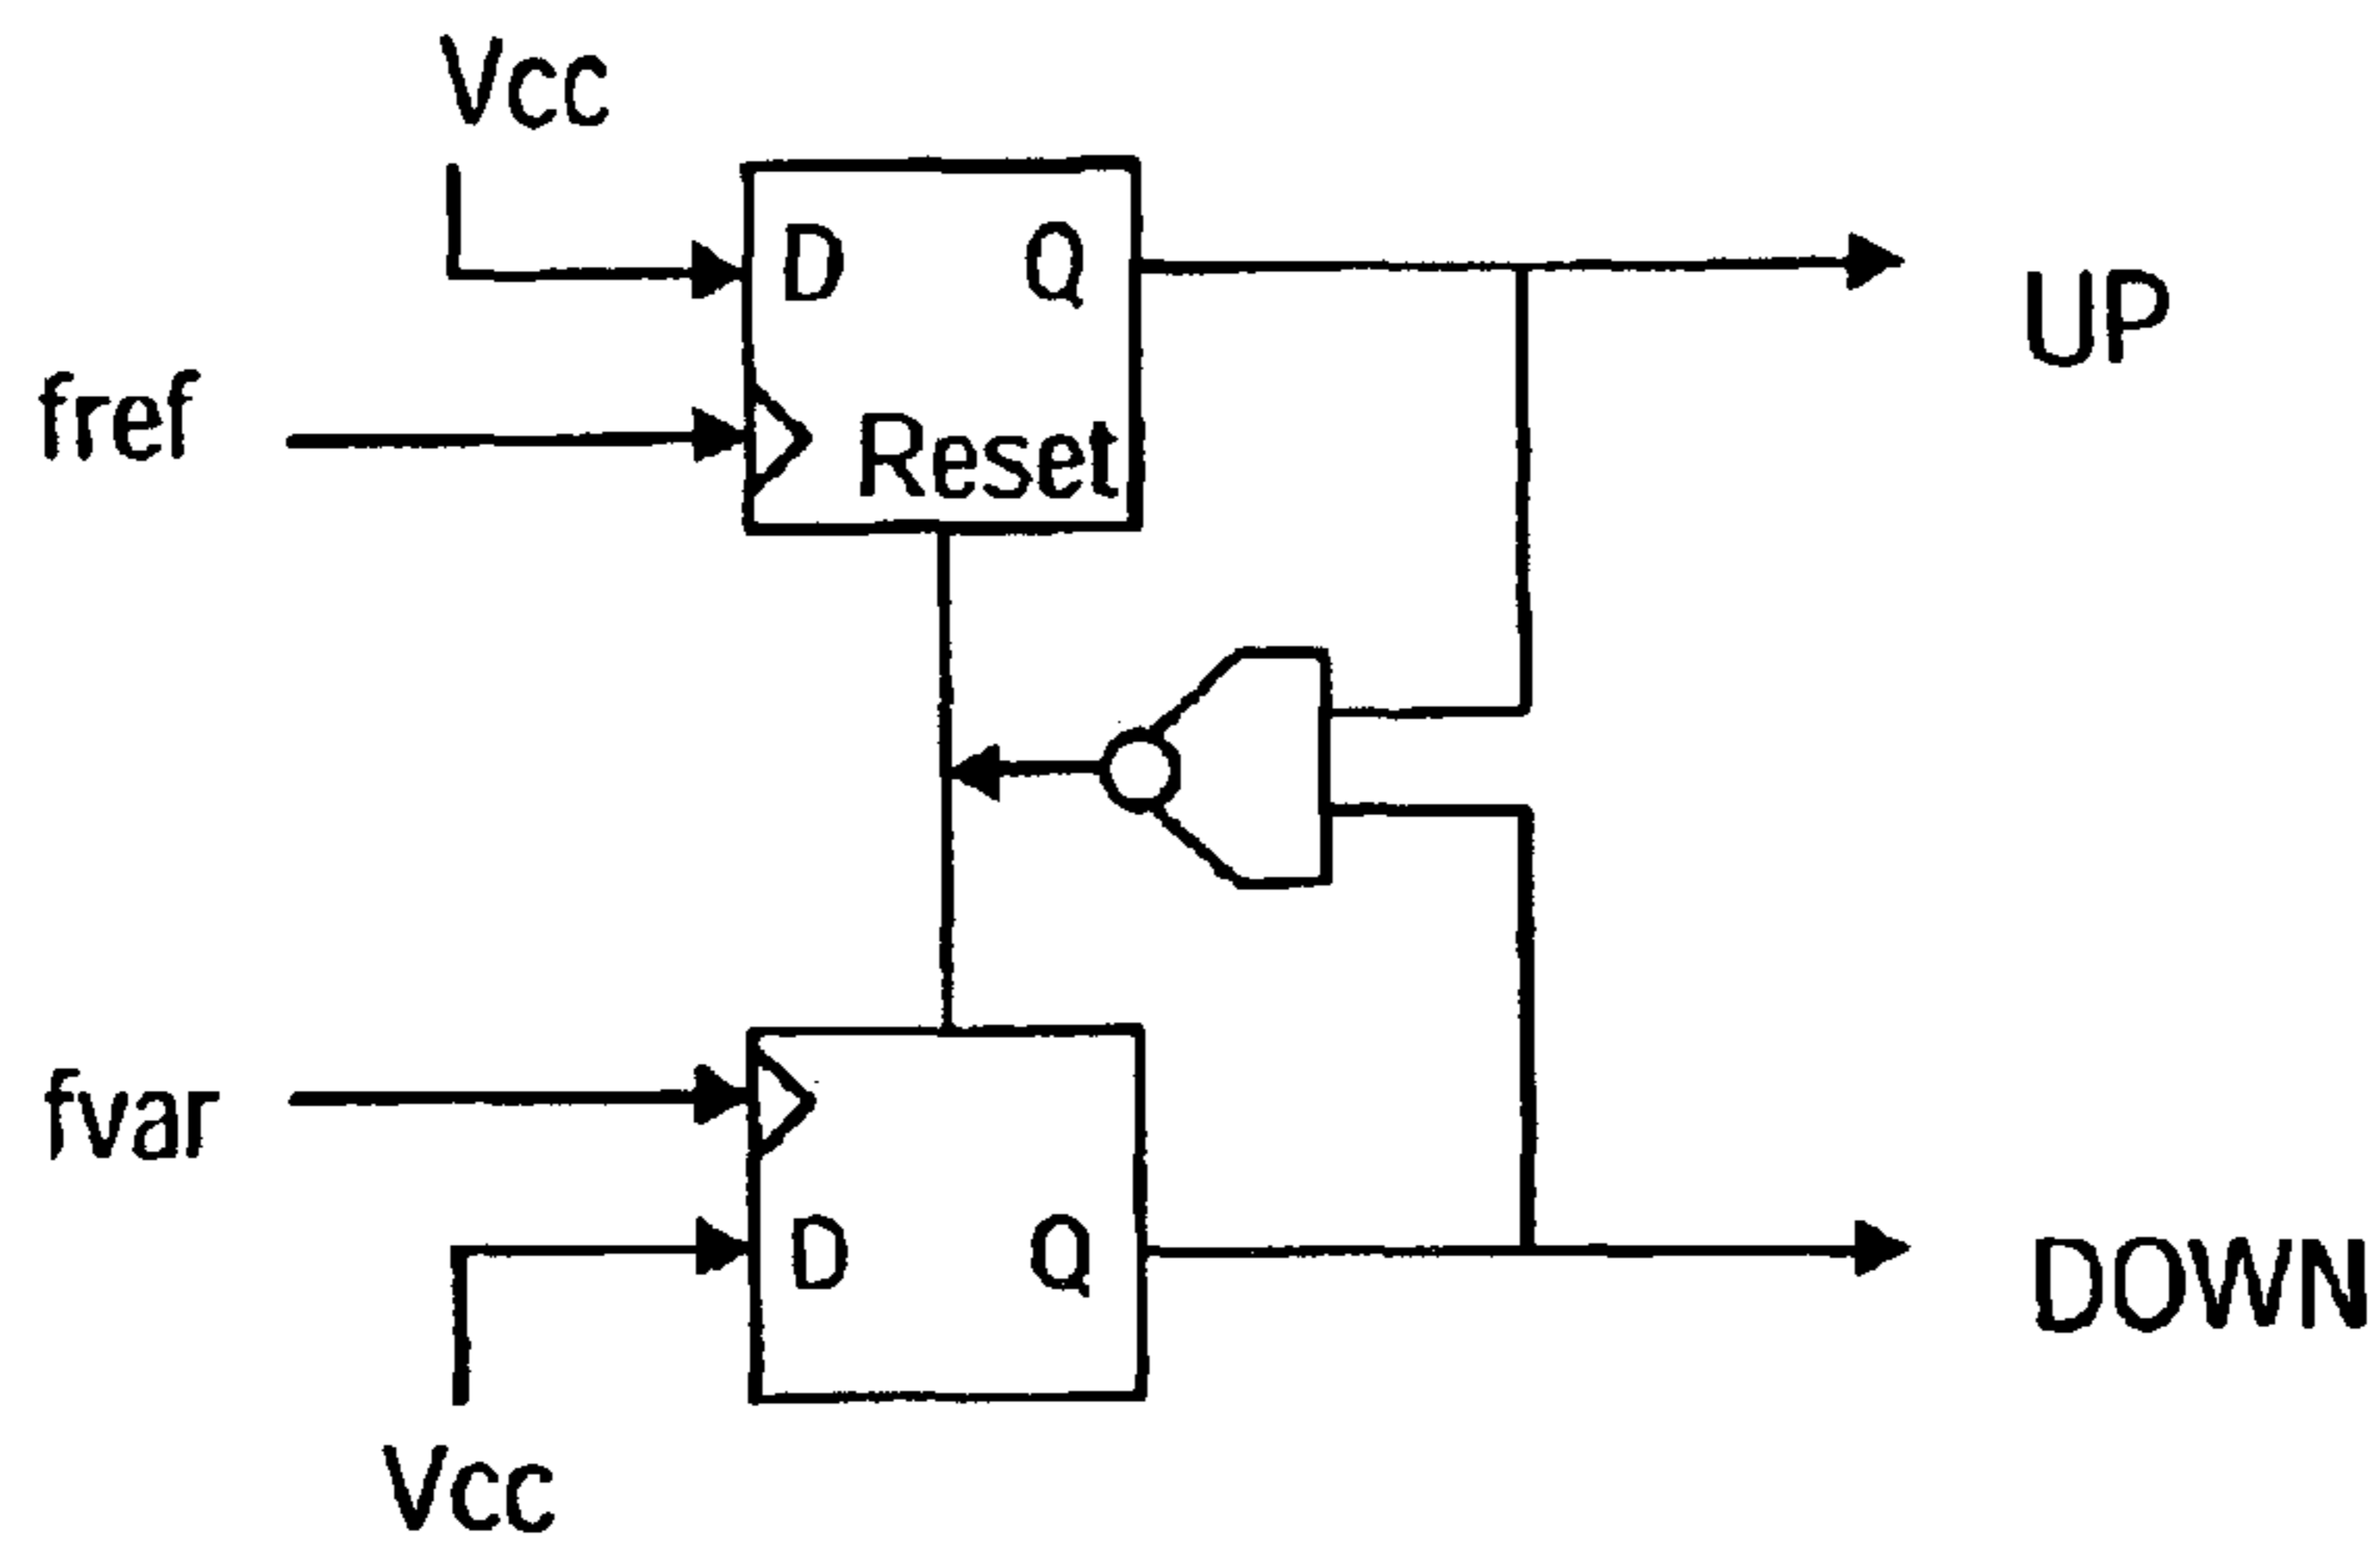 Vcc
D Q
UP
fref
Reset
fvar
D Q
DOWN
Vcc